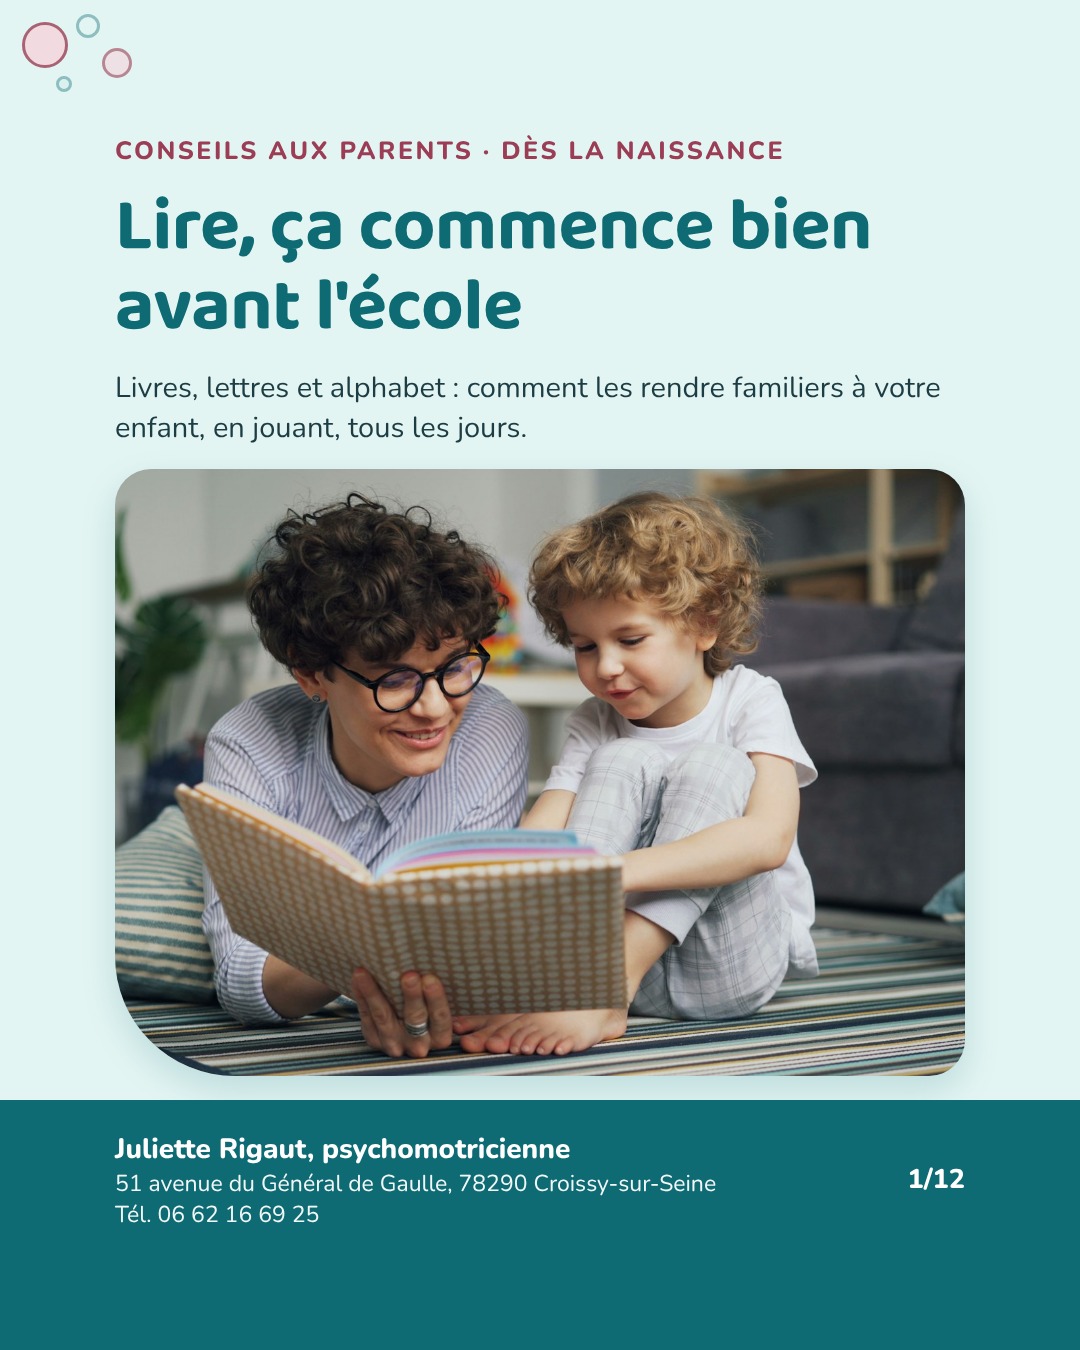 CONSEILS AUX PARENTS · DÈS LA NAISSANCE
Lire, ça commence bien
avant l'école
Livres, lettres et alphabet : comment les rendre familiers à votre
enfant, en jouant, tous les jours.
Juliette Rigaut, psychomotricienne
51 avenue du Général de Gaulle, 78290 Croissy-sur-Seine
Tél. 06 62 16 69 25
1/12